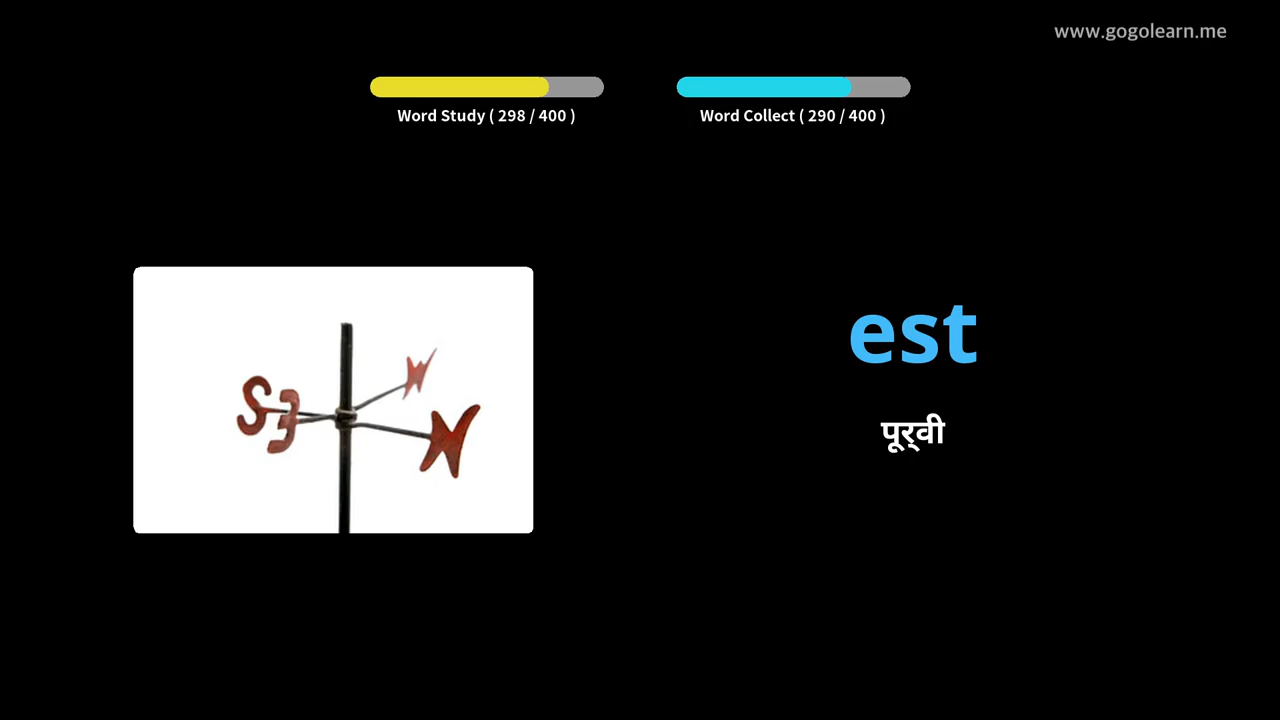 www.gogolearn.me
Word Study ( 298 / 400 )
Word Collect ( 290 / 400 )
est
पूर्वी
S E N W